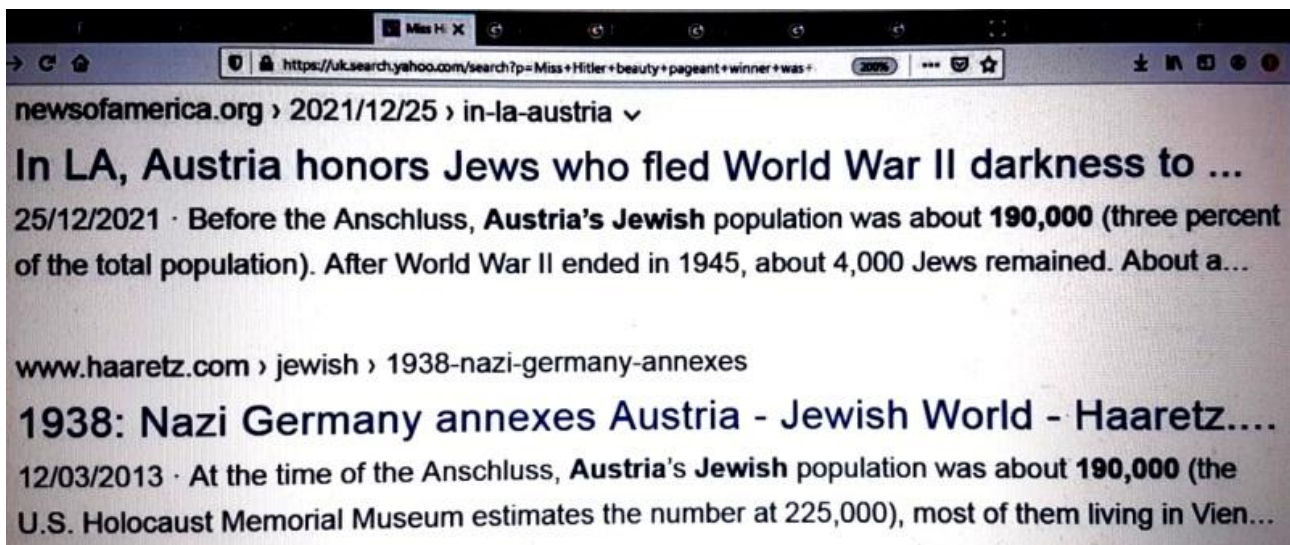 Miss Hi X
https://uk.search.yahoo.com/search?p=Miss+Hitler+beauty+pageant+winner+was+ 200% ...
newsofamerica.org › 2021/12/25 › in-la-austria
In LA, Austria honors Jews who fled World War II darkness to ...
25/12/2021 · Before the Anschluss, Austria's Jewish population was about 190,000 (three percent
of the total population). After World War II ended in 1945, about 4,000 Jews remained. About a...
www.haaretz.com › jewish › 1938-nazi-germany-annexes
1938: Nazi Germany annexes Austria - Jewish World - Haaretz....
12/03/2013 · At the time of the Anschluss, Austria's Jewish population was about 190,000 (the
U.S. Holocaust Memorial Museum estimates the number at 225,000), most of them living in Vien...